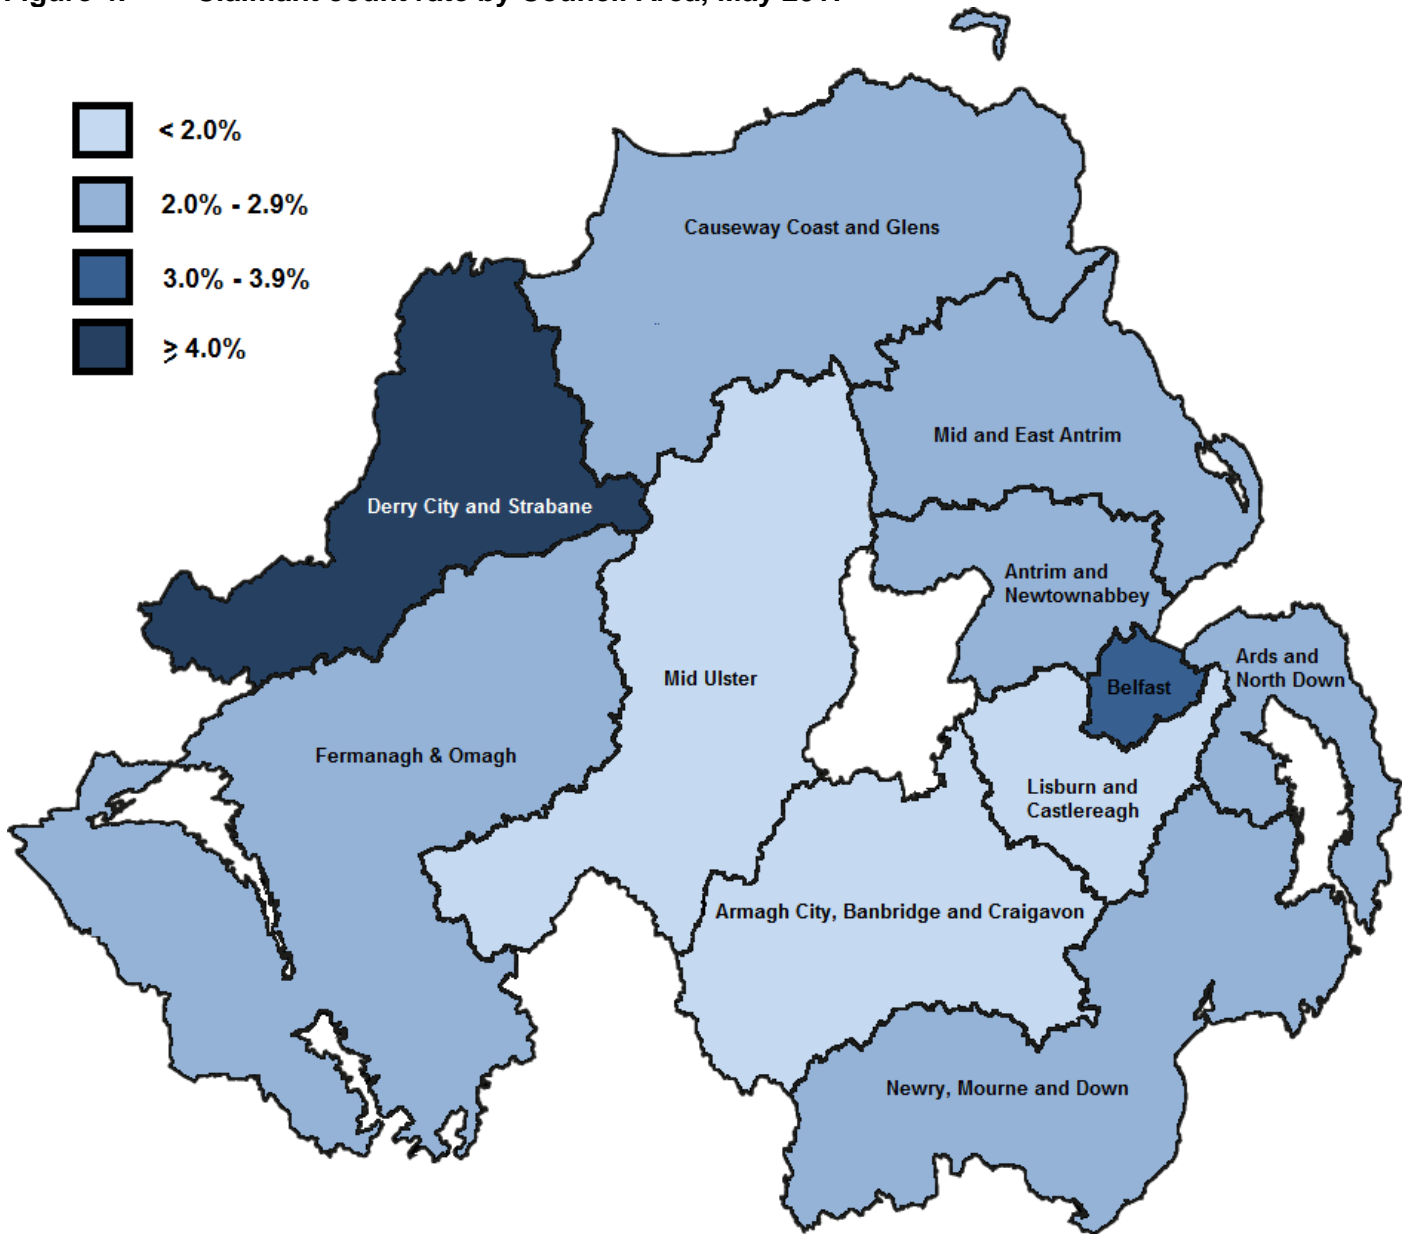 < 2.0%
2.0% - 2.9%
3.0% - 3.9%
≥ 4.0%
Causeway Coast and Glens
Mid and East Antrim
Derry City and Strabane
Antrim and
Newtownabbey
Ards and
North Down
Mid Ulster
Belfast
Fermanagh & Omagh
Lisburn and
Castlereagh
Armagh City, Banbridge and Craigavon
Newry, Mourne and Down